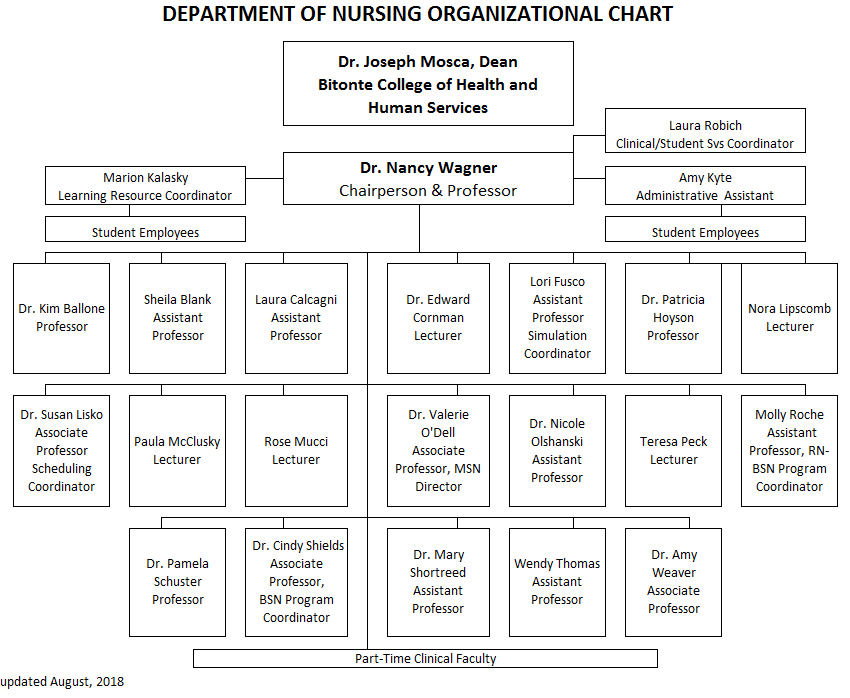 DEPARTMENT OF NURSING ORGANIZATIONAL CHART
Dr. Joseph Mosca, Dean
Bitonte College of Health and
Human Services
Laura Robich
Clinical/Student Svs Coordinator
Dr. Nancy Wagner
Chairperson & Professor
Marion Kalasky
Learning Resource Coordinator
Amy Kyte
Administrative Assistant
Student Employees
Student Employees
Dr. Kim Ballone
Professor
Sheila Blank
Assistant
Professor
Laura Calcagni
Assistant
Professor
Dr. Edward
Cornman
Lecturer
Lori Fusco
Assistant
Professor
Simulation
Coordinator
Dr. Patricia
Hoyson
Professor
Nora Lipscomb
Lecturer
Dr. Susan Lisko
Associate
Professor
Scheduling
Coordinator
Paula McClusky
Lecturer
Rose Mucci
Lecturer
Dr. Valerie
O'Dell
Associate
Professor, MSN
Director
Dr. Nicole
Olshanski
Assistant
Professor
Teresa Peck
Lecturer
Molly Roche
Assistant
Professor, RN-
BSN Program
Coordinator
Dr. Pamela
Schuster
Professor
Dr. Cindy Shields
Associate
Professor,
BSN Program
Coordinator
Dr. Mary
Shortreed
Assistant
Professor
Wendy Thomas
Assistant
Professor
Dr. Amy
Weaver
Associate
Professor
Part-Time Clinical Faculty
updated August, 2018